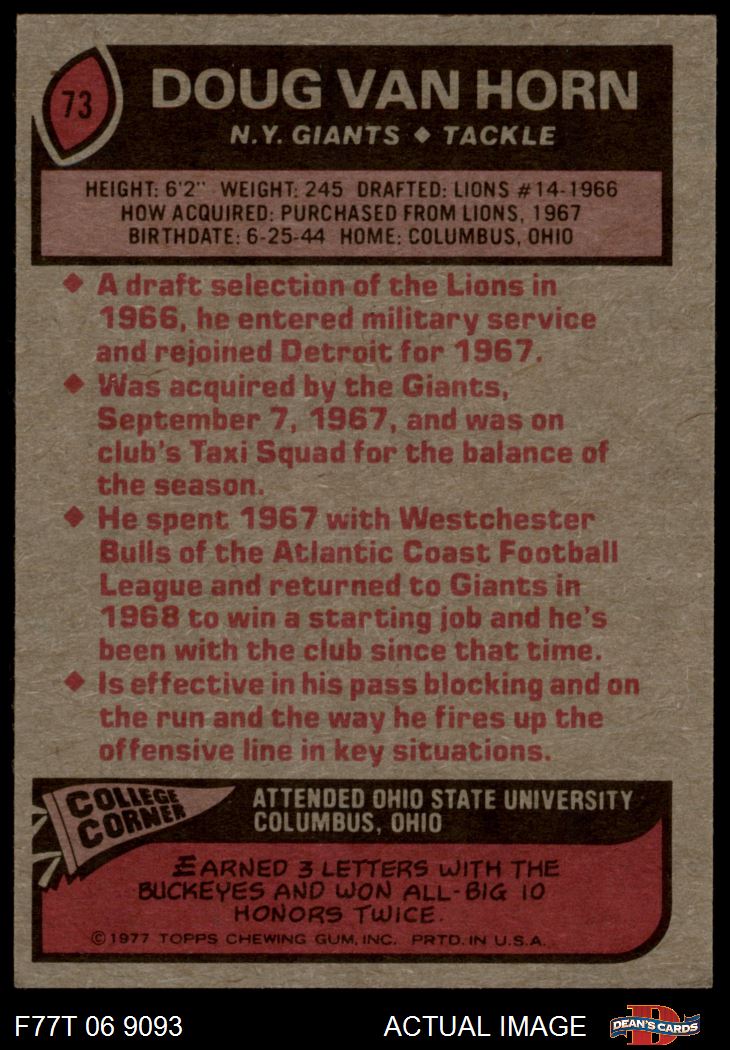 73
DOUG VAN HORN
N.Y. GIANTS ◆ TACKLE
HEIGHT: 6'2" WEIGHT: 245 DRAFTED: LIONS #14-1966
HOW ACQUIRED: PURCHASED FROM LIONS, 1967
BIRTHDATE: 6-25-44 HOME: COLUMBUS, OHIO
◆ A draft selection of the Lions in
1966, he entered military service
and rejoined Detroit for 1967.
◆ Was acquired by the Giants,
September 7, 1967, and was on
club's Taxi Squad for the balance of
the season.
◆ He spent 1967 with Westchester
Bulls of the Atlantic Coast Football
League and returned to Giants in
1968 to win a starting job and he's
been with the club since that time.
◆ Is effective in his pass blocking and on
the run and the way he fires up the
offensive line in key situations.
COLLEGE
CORNER
ATTENDED OHIO STATE UNIVERSITY
COLUMBUS, OHIO
EARNED 3 LETTERS WITH THE
BUCKEYES AND WON ALL-BIG 10
HONORS TWICE.
© 1977 TOPPS CHEWING GUM, INC. PRTD. IN U.S.A.
F77T 06 9093
ACTUAL IMAGE
D
DEAN'S CARDS